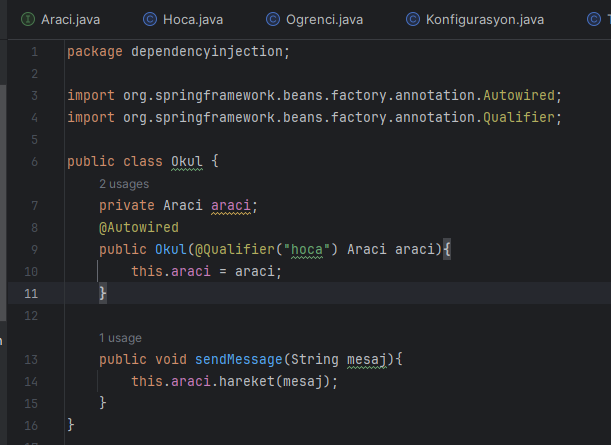 Araci.java Hoca.java Ogrenci.java Konfigurasyon.java
1 package dependencyinjection;
2
3 import org.springframework.beans.factory.annotation.Autowired;
4 import org.springframework.beans.factory.annotation.Qualifier;
5
6 public class Okul {
2 usages
7 private Araci araci;
8 @Autowired
9 public Okul(@Qualifier("hoca") Araci araci){
10 this.araci = araci;
11 }
12
1 usage
13 public void sendMessage(String mesaj){
14 this.araci.hareket(mesaj);
15 }
16 }